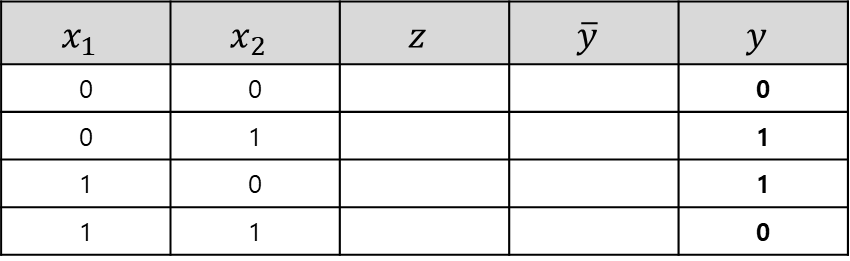 x₁ x₂ z ȳ y
0 0 0
0 1 1
1 0 1
1 1 0